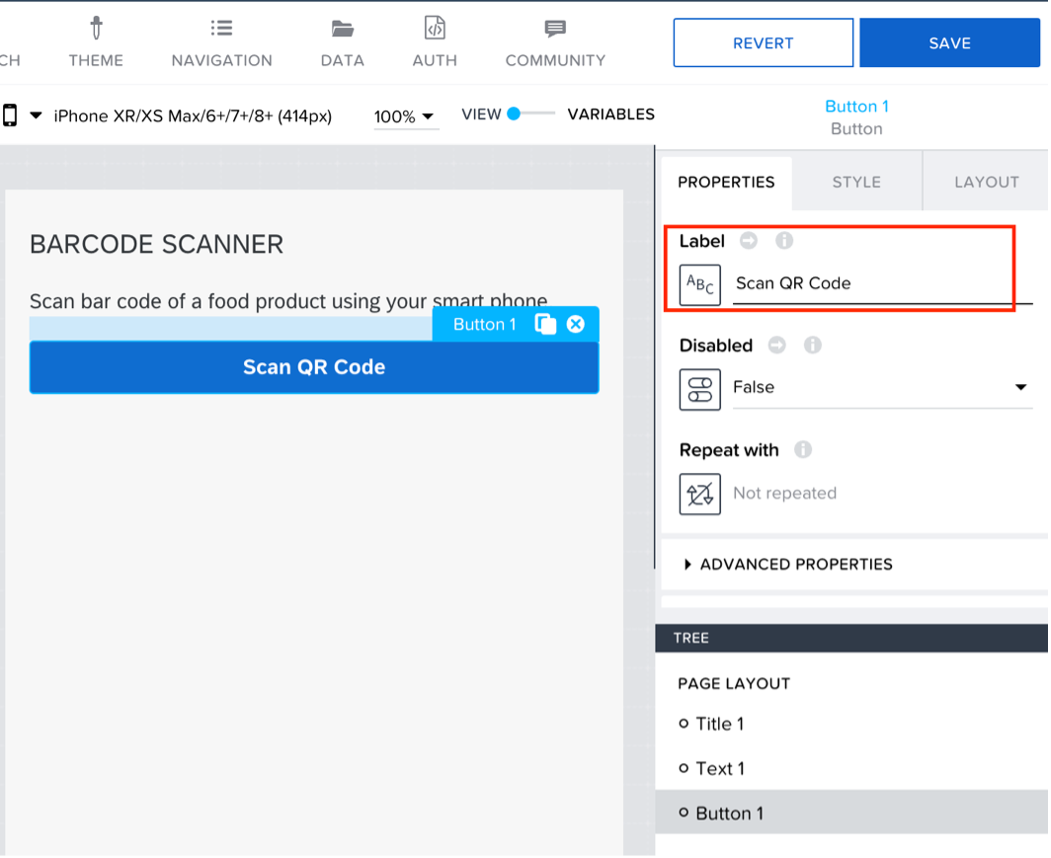 CH THEME NAVIGATION DATA AUTH COMMUNITY REVERT SAVE
iPhone XR/XS Max/6+/7+/8+ (414px) 100% VIEW VARIABLES
Button 1
Button
PROPERTIES STYLE LAYOUT
BARCODE SCANNER
Scan bar code of a food product using your smart phone
Button 1
Scan QR Code
Label
ABC Scan QR Code
Disabled
False
Repeat with
Not repeated
ADVANCED PROPERTIES
TREE
PAGE LAYOUT
Title 1
Text 1
Button 1